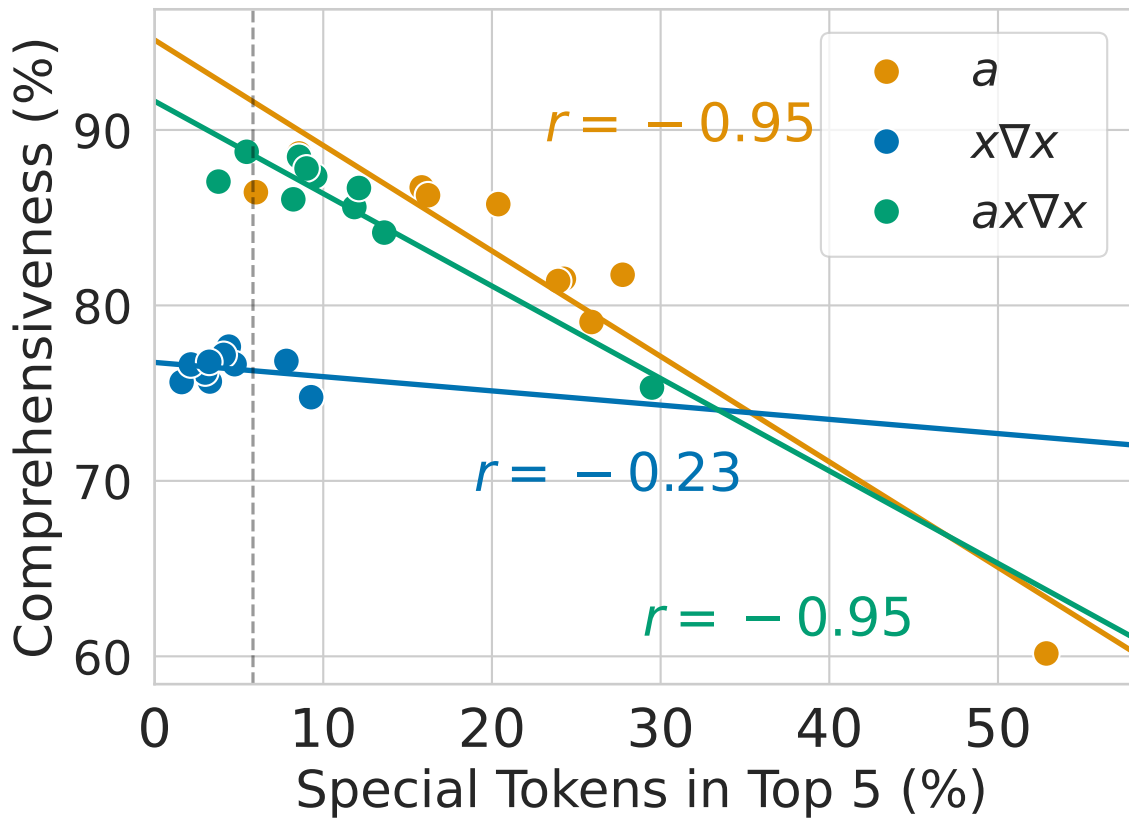 Comprehensiveness (%)
90
80
70
60
r = −0.95
r = −0.23
r = −0.95
a
x∇x
ax∇x
0 10 20 30 40 50
Special Tokens in Top 5 (%)